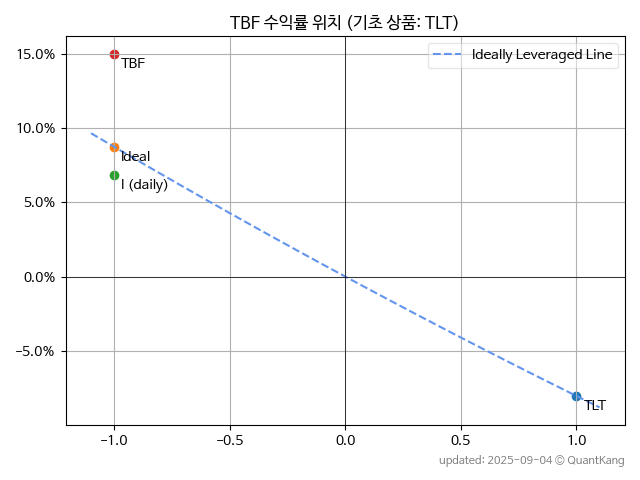 TBF 수익률 위치 (기초 상품: TLT)
Ideally Leveraged Line
15.0%
10.0%
5.0%
0.0%
−5.0%
TBF
Ideal
I (daily)
TLT
−1.0
−0.5
0.0
0.5
1.0
updated: 2025-09-04 © QuantKang